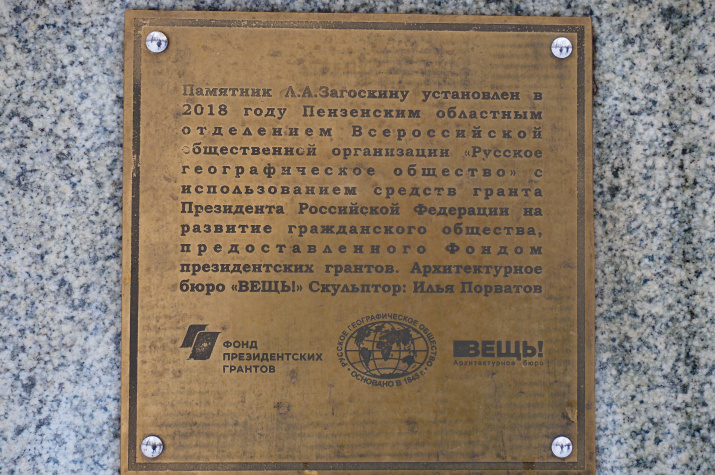 Памятник Л.А.Загоскину установлен в
2018 году Пензенским областным
отделением Всероссийской
общественной организации «Русское
географическое общество» с
использованием средств гранта
Президента Российской Федерации на
развитие гражданского общества,
предоставленного Фондом
президентских грантов. Архитектурное
бюро «ВЕЩЬ!» Скульптор: Илья Порватов
ФОНД
ПРЕЗИДЕНТСКИХ
ГРАНТОВ
РУССКОЕ ГЕОГРАФИЧЕСКОЕ ОБЩЕСТВО
ОСНОВАНО В 1845 г.
ВЕЩЬ!
Архитектурное бюро